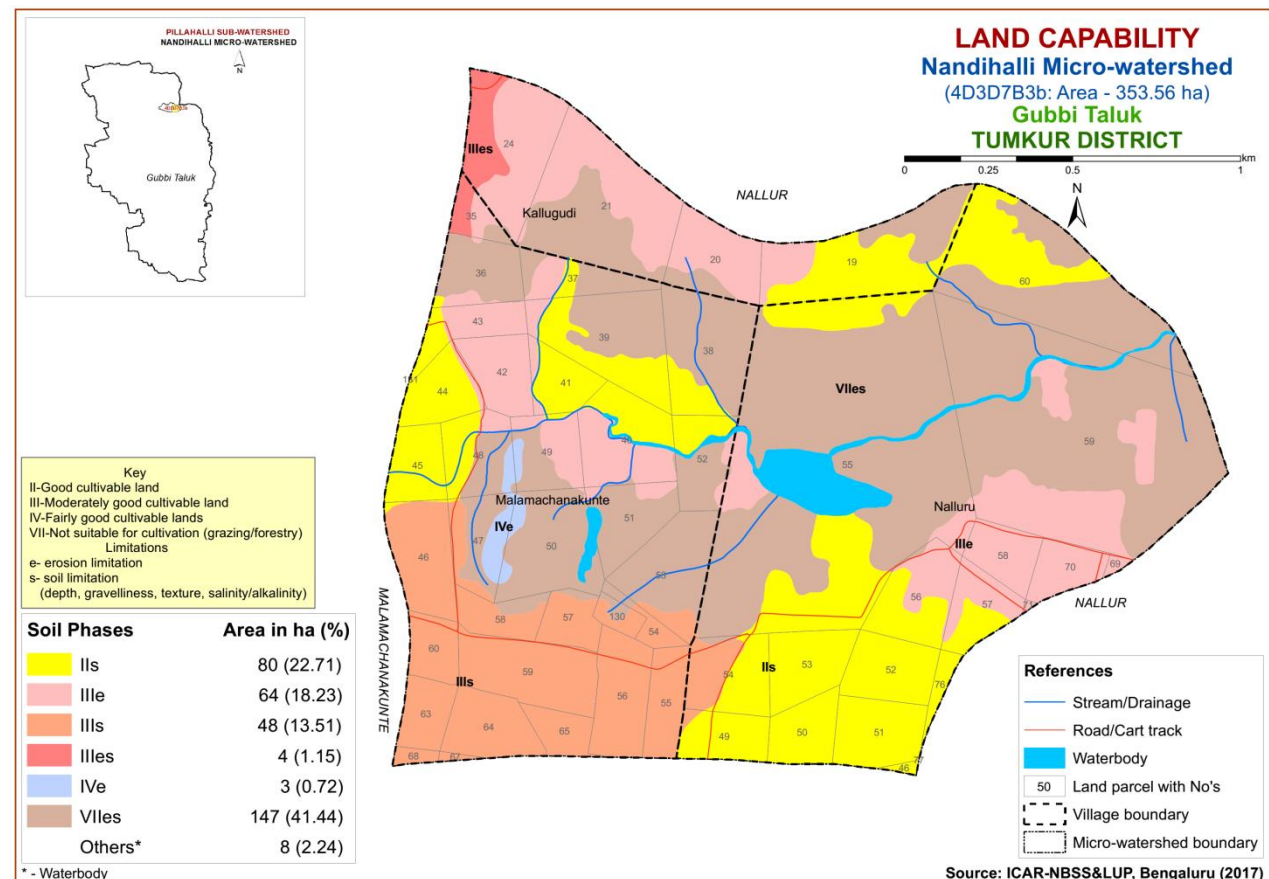 PILLAHALLI SUB-WATERSHED
NANDIHALLI MICRO-WATERSHED
N
Gubbi Taluk
LAND CAPABILITY
Nandihalli Micro-watershed
(4D3D7B3b: Area - 353.56 ha)
Gubbi Taluk
TUMKUR DISTRICT
0 0.25 0.5 1 km
N
NALLUR
IIIes
24
35
Kallugudi
21
20
19
60
36
37
43
39
38
42
41
44
VIIes
59
45
48
49
52
55
Malamachanakunte
Nalluru
IVe
51
50
47
46
IIIe
58
70
69
56
57
71
NALLUR
58
57
130
54
60
59
IIIs
56
55
63
64
65
68
67
54
IIs
53
52
76
49
50
51
46
MALAMACHANAKUNTE
Key
II-Good cultivable land
III-Moderately good cultivable land
IV-Fairly good cultivable lands
VII-Not suitable for cultivation (grazing/forestry)
Limitations
e- erosion limitation
s- soil limitation
(depth, gravelliness, texture, salinity/alkalinity)
Soil Phases Area in ha (%)
IIs 80 (22.71)
IIIe 64 (18.23)
IIIs 48 (13.51)
IIIes 4 (1.15)
IVe 3 (0.72)
VIIes 147 (41.44)
Others* 8 (2.24)
* - Waterbody
References
Stream/Drainage
Road/Cart track
Waterbody
50 Land parcel with No's
Village boundary
Micro-watershed boundary
Source: ICAR-NBSS&LUP, Bengaluru (2017)